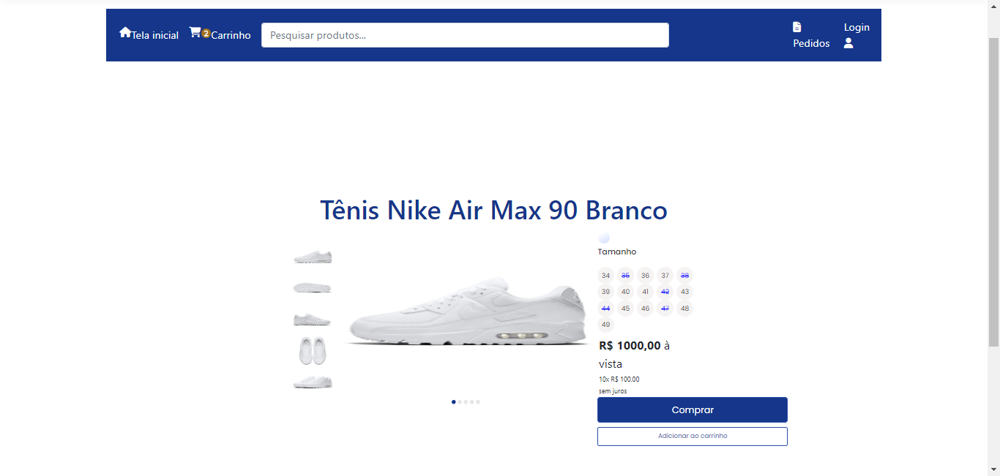 Tela inicial 2 Carrinho Pesquisar produtos... Pedidos Login
Tênis Nike Air Max 90 Branco
Tamanho
34 35 36 37 38
39 40 41 42 43
44 45 46 47 48
49
R$ 1000,00 à
vista
10x R$ 100,00
sem juros
Comprar
Adicionar ao carrinho